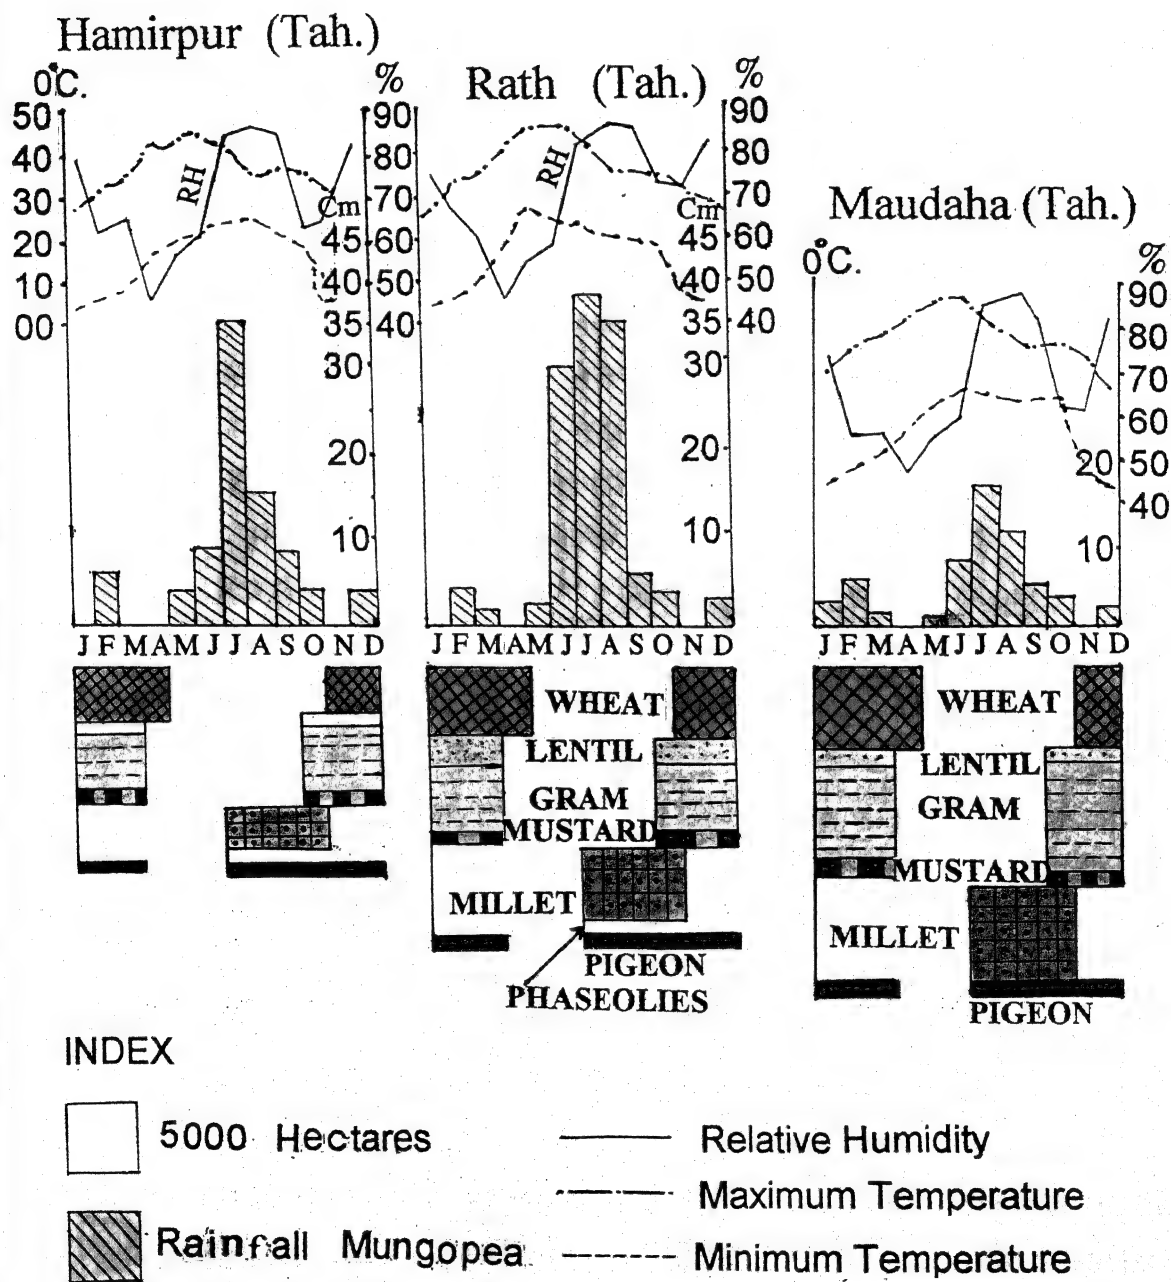 Hamirpur (Tah.)
0°C. %
50 90
40 80
30 70
20 60
10 50
00 40
RH
Cm
45
40
35
30
20
10
J F M A M J J A S O N D
Rath (Tah.)
%
90
80
70
60
50
40
RH
Cm
45
40
35
30
20
10
J F M A M J J A S O N D
Maudaha (Tah.)
0°C. %
90
80
70
60
50
40
20
10
J F M A M J J A S O N D
WHEAT
LENTIL
GRAM
MUSTARD
MILLET
PIGEON
PHASEOLIES
WHEAT
LENTIL
GRAM
MUSTARD
MILLET
PIGEON
INDEX
5000 Hectares
Relative Humidity
Maximum Temperature
Rainfall Mungopea
Minimum Temperature